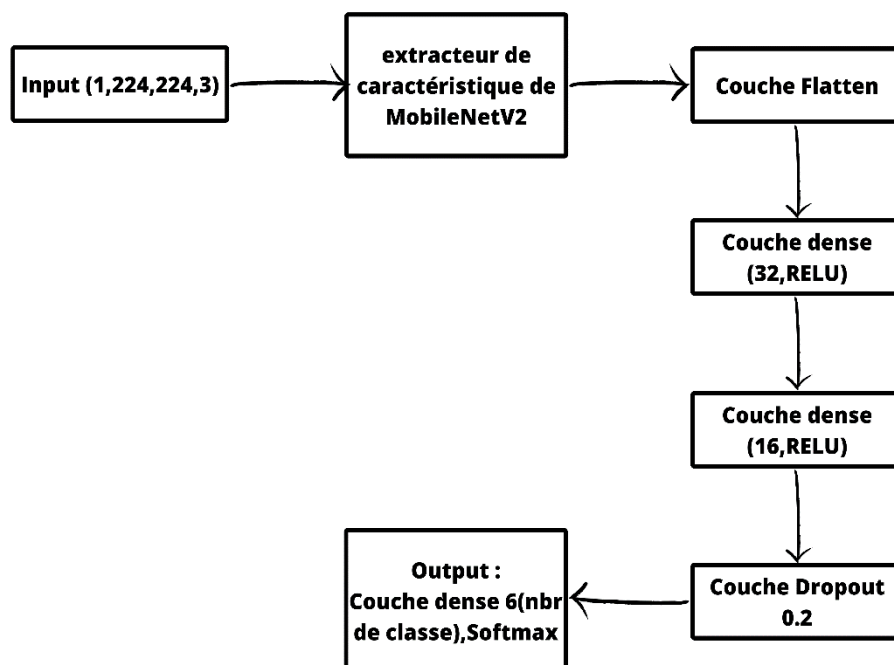 Input (1,224,224,3)
extracteur de
caractéristique de
MobileNetV2
Couche Flatten
Couche dense
(32,RELU)
Couche dense
(16,RELU)
Couche Dropout
0.2
Output :
Couche dense 6(nbr
de classe),Softmax